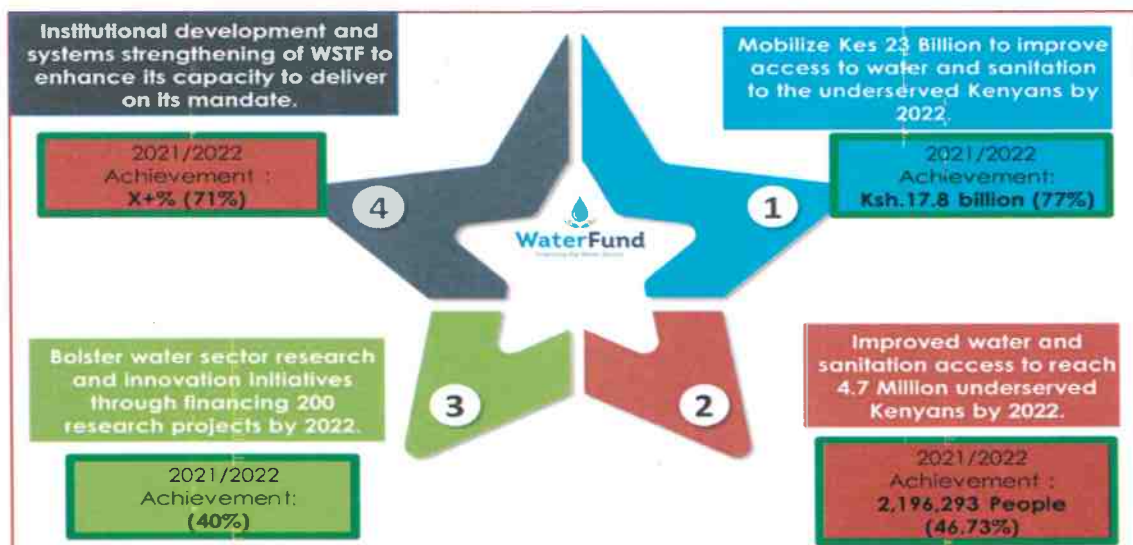 Institutional development and
systems strengthening of WSTF to
enhance its capacity to deliver
on its mandate.
2021/2022
Achievement :
X+% (71%)
4
Mobilize Kes 23 Billion to improve
access to water and sanitation
to the underserved Kenyans by
2022.
2021/2022
Achievement:
Ksh.17.8 billion (77%)
1
WaterFund
Bolster water sector research
and innovation initiatives
through financing 200
research projects by 2022.
2021/2022
Achievement:
(40%)
3
Improved water and
sanitation access to reach
4.7 Million underserved
Kenyans by 2022.
2021/2022
Achievement :
2,196,293 People
(46.73%)
2